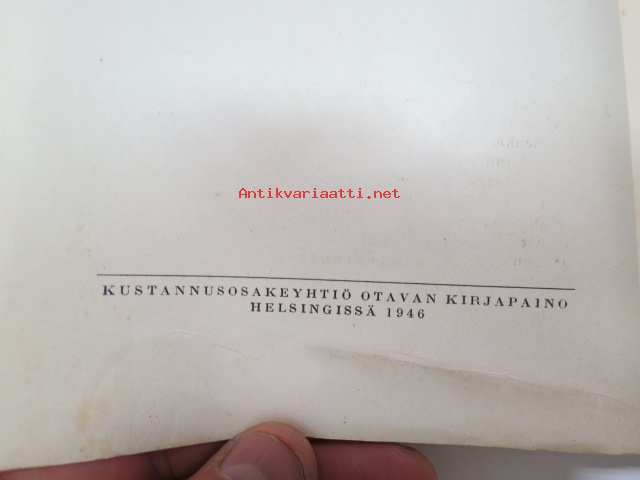 Antikvariaatti.net
KUSTANNUSOSAKEYHTIÖ OTAVAN KIRJAPAINO
HELSINGISSÄ 1946